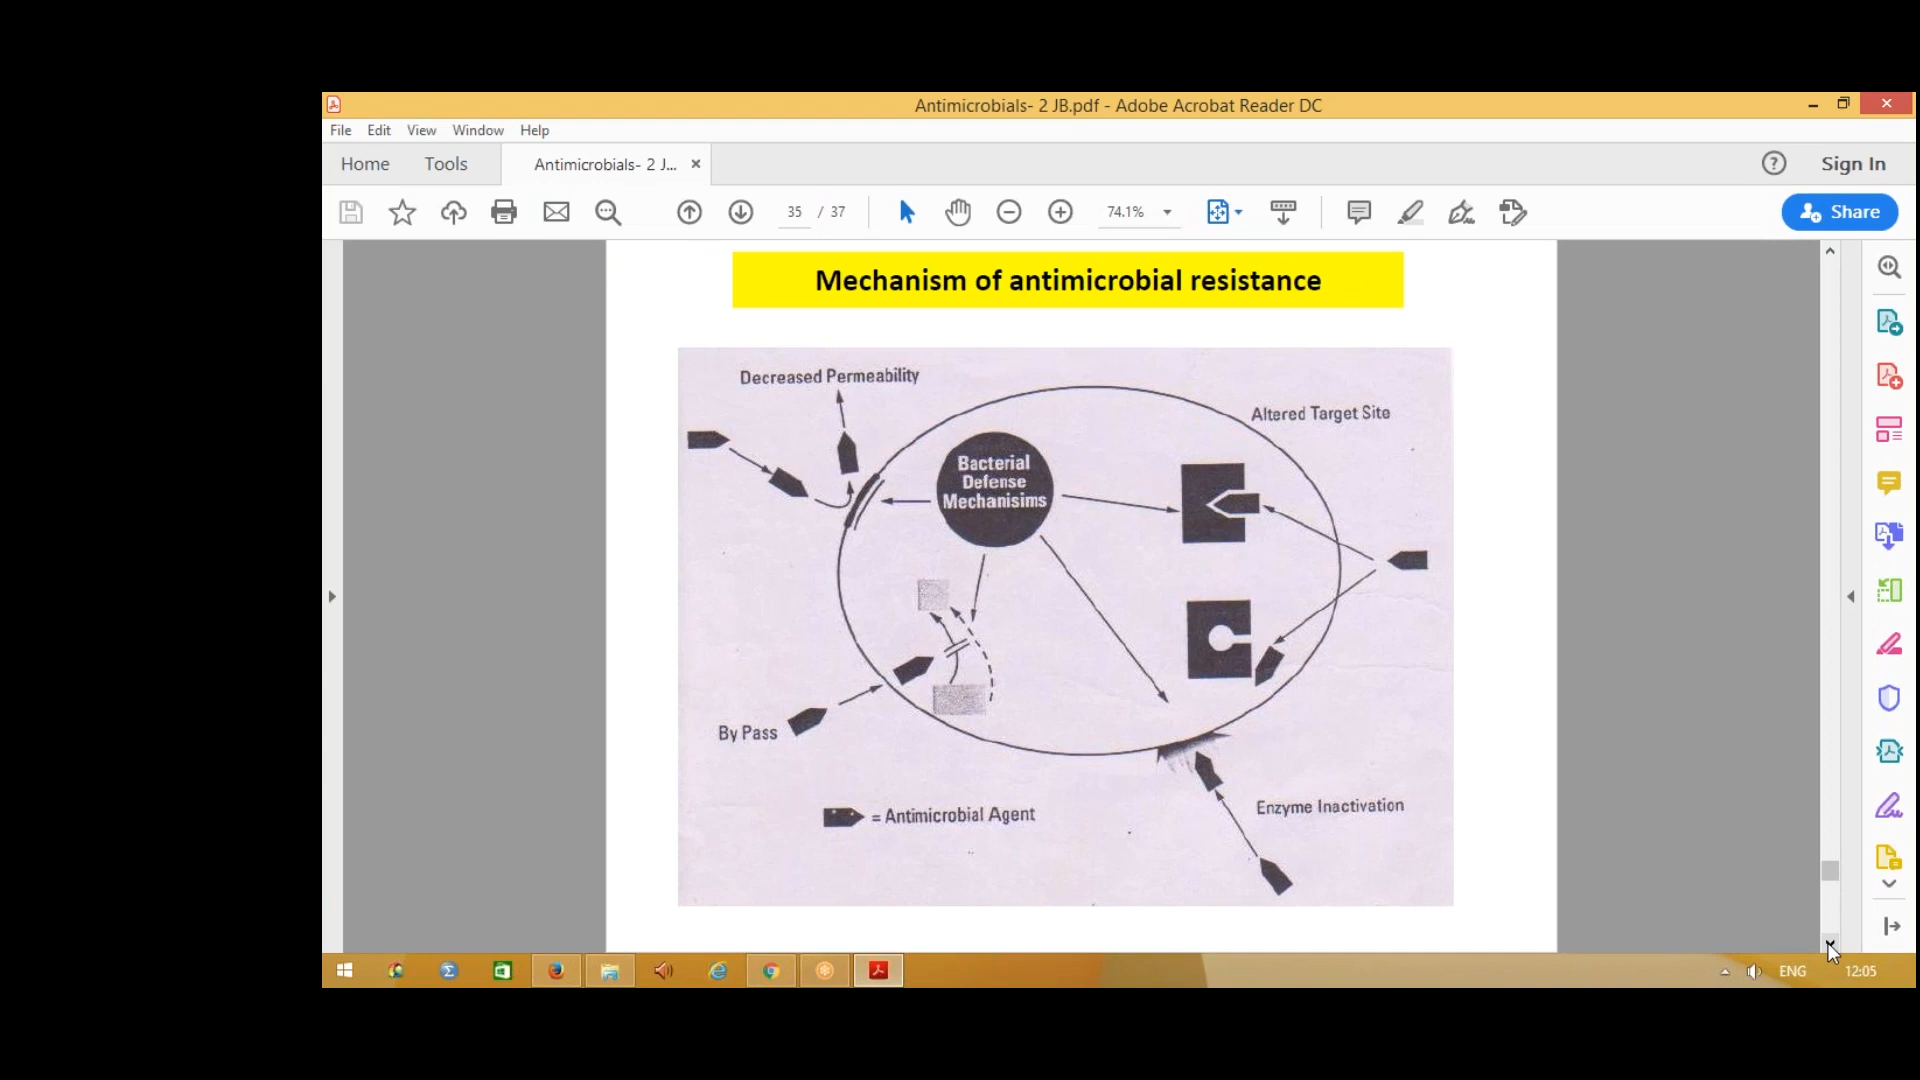 Antimicrobials- 2 JB.pdf - Adobe Acrobat Reader DC
File Edit View Window Help
Home Tools Antimicrobials- 2 J... Sign In
35 / 37 74.1% Share
Mechanism of antimicrobial resistance
Decreased Permeability
Altered Target Site
Bacterial
Defense
Mechanisims
By Pass
= Antimicrobial Agent
Enzyme Inactivation
ENG 12:05